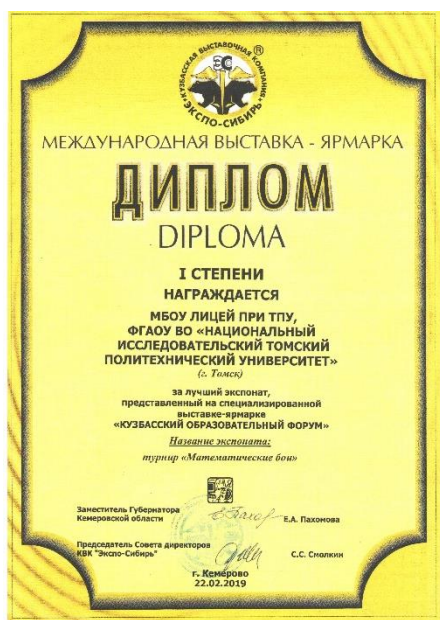 КУЗБАССКАЯ ВЫСТАВОЧНАЯ КОМПАНИЯ
®
ЭС
«ЭКСПО-СИБИРЬ»
МЕЖДУНАРОДНАЯ ВЫСТАВКА - ЯРМАРКА
ДИПЛОМ
DIPLOMA
I СТЕПЕНИ
НАГРАЖДАЕТСЯ
МБОУ ЛИЦЕЙ ПРИ ТПУ,
ФГАОУ ВО «НАЦИОНАЛЬНЫЙ
ИССЛЕДОВАТЕЛЬСКИЙ ТОМСКИЙ
ПОЛИТЕХНИЧЕСКИЙ УНИВЕРСИТЕТ»
(г. Томск)
за лучший экспонат,
представленный на специализированной
выставке-ярмарке
«КУЗБАССКИЙ ОБРАЗОВАТЕЛЬНЫЙ ФОРУМ»
Название экспоната:
турнир «Математические бои»
Заместитель Губернатора
Кемеровской области
Е.А. Пахомова
Председатель Совета директоров
КВК "Экспо-Сибирь"
С.С. Смолкин
г. Кемерово
22.02.2019